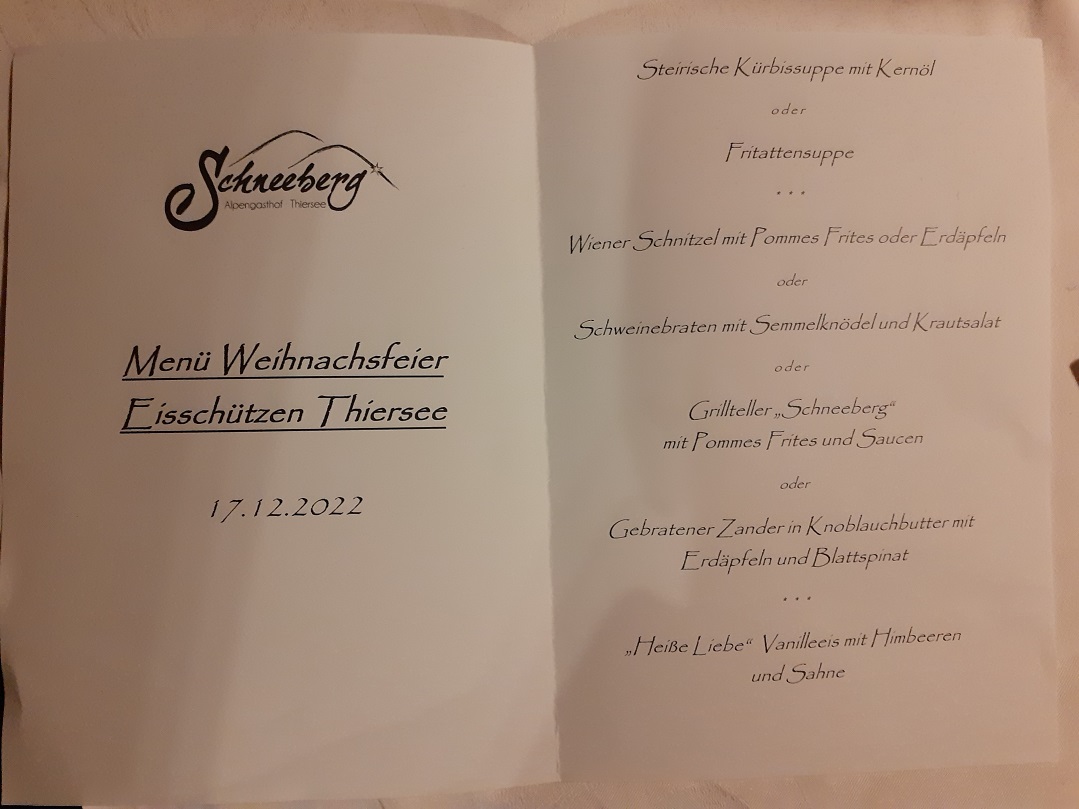 Schneeberg
Alpengasthof Thiersee
Menü Weihnachsfeier
Eisschützen Thiersee
17.12.2022
Steirische Kürbissuppe mit Kernöl
oder
Fritattensuppe
* * *
Wiener Schnitzel mit Pommes Frites oder Erdäpfeln
oder
Schweinebraten mit Semmelknödel und Krautsalat
oder
Grillteller „Schneeberg“
mit Pommes Frites und Saucen
oder
Gebratener Zander in Knoblauchbutter mit
Erdäpfeln und Blattspinat
* * *
„Heiße Liebe“ Vanilleeis mit Himbeeren
und Sahne